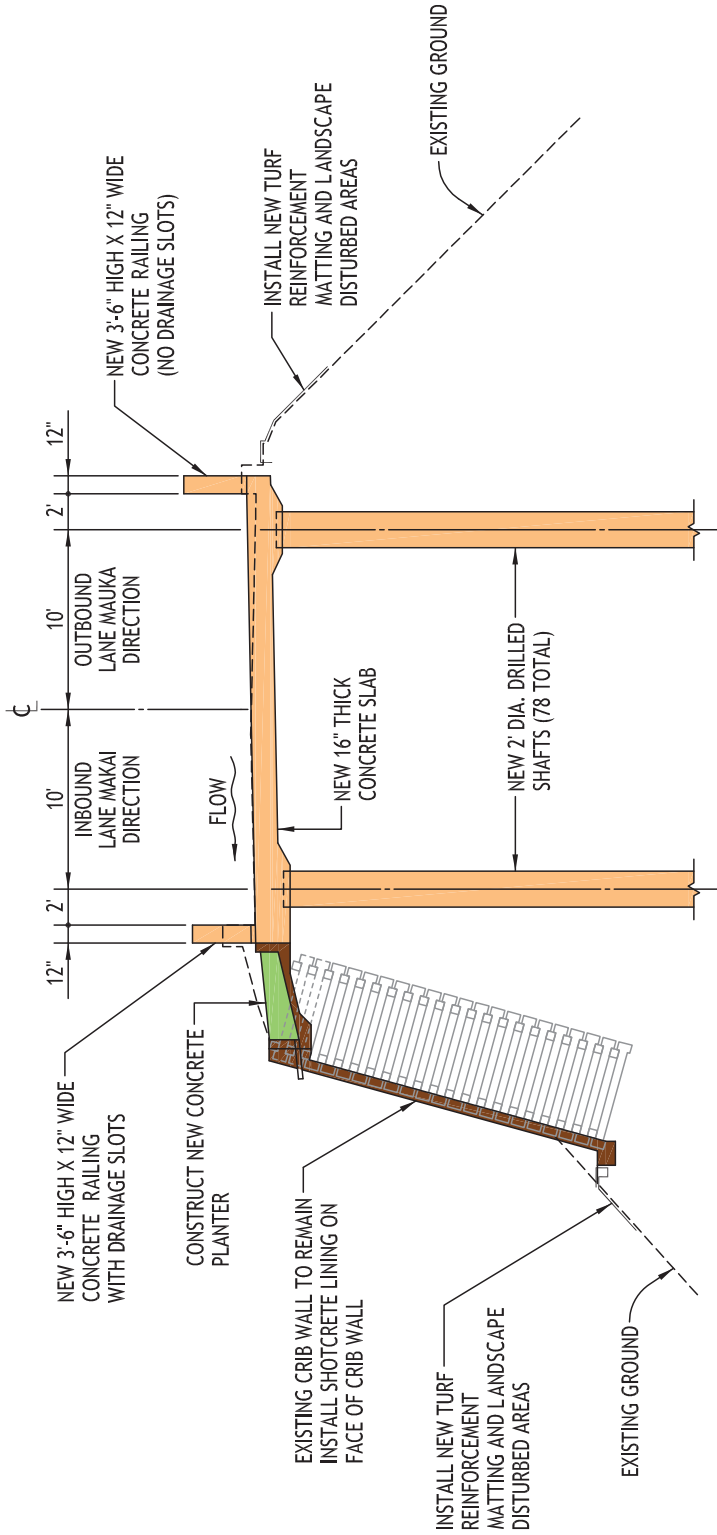 NEW 3'-6" HIGH X 12" WIDE
CONCRETE RAILING
WITH DRAINAGE SLOTS
12"
2'
10'
10'
2'
12"
INBOUND
LANE MAKAI
DIRECTION
C
OUTBOUND
LANE MAUKA
DIRECTION
NEW 3'-6" HIGH X 12" WIDE
CONCRETE RAILING
(NO DRAINAGE SLOTS)
FLOW
CONSTRUCT NEW CONCRETE
PLANTER
INSTALL NEW TURF
REINFORCEMENT
MATTING AND LANDSCAPE
DISTURBED AREAS
EXISTING CRIB WALL TO REMAIN
INSTALL SHOTCRETE LINING ON
FACE OF CRIB WALL
NEW 16" THICK
CONCRETE SLAB
EXISTING GROUND
INSTALL NEW TURF
REINFORCEMENT
MATTING AND LANDSCAPE
DISTURBED AREAS
NEW 2' DIA. DRILLED
SHAFTS (78 TOTAL)
EXISTING GROUND